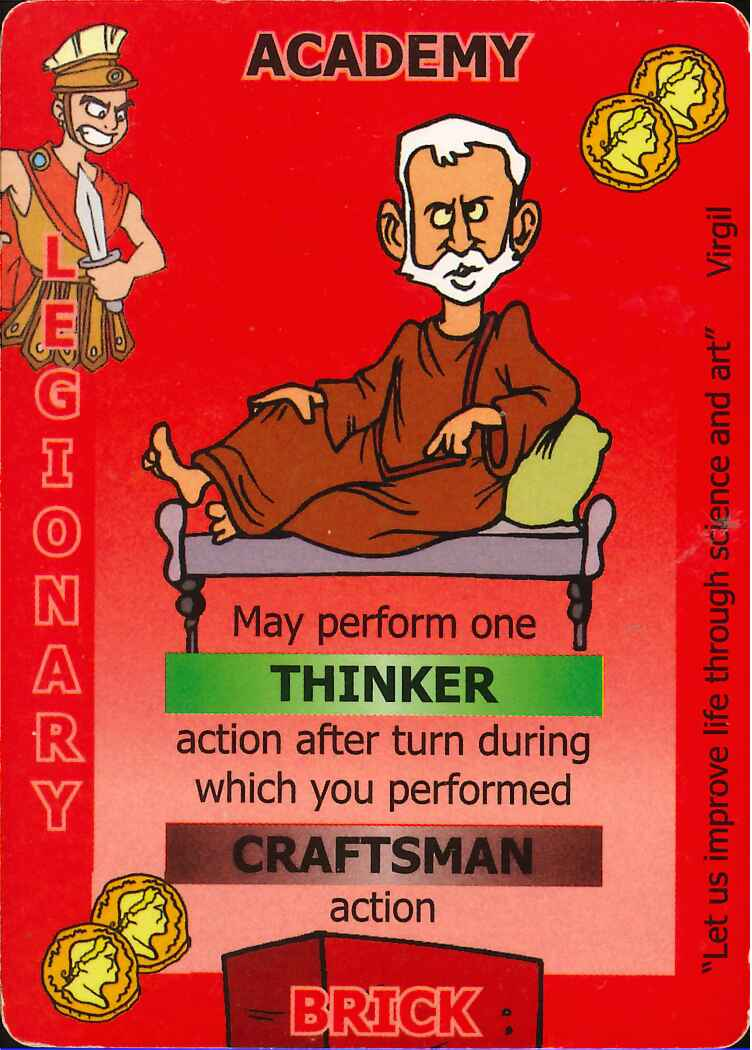 ACADEMY
LEGIONARY
May perform one
THINKER
action after turn during
which you performed
CRAFTSMAN
action
BRICK
"Let us improve life through science and art" Virgil